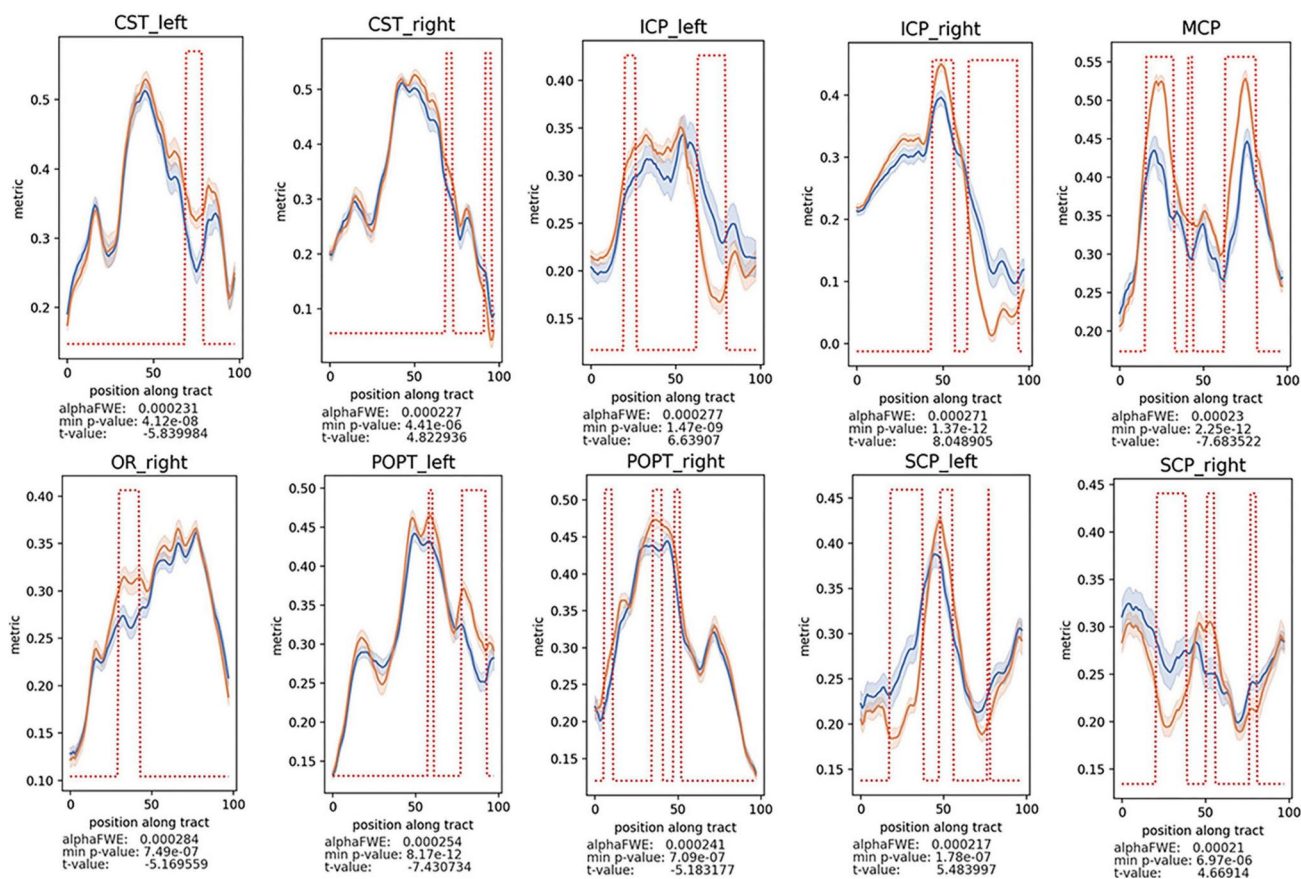 CST_left
CST_right
ICP_left
ICP_right
MCP
metric
0.5
0.4
0.3
0.2
0 50 100
position along tract
alphaFWE: 0.000231
min p-value: 4.12e-08
t-value: -5.839984
metric
0.5
0.4
0.3
0.2
0.1
0 50 100
position along tract
alphaFWE: 0.000227
min p-value: 4.41e-06
t-value: 4.822936
metric
0.40
0.35
0.30
0.25
0.20
0.15
0 50 100
position along tract
alphaFWE: 0.000277
min p-value: 1.47e-09
t-value: 6.63907
metric
0.4
0.3
0.2
0.1
0.0
0 50 100
position along tract
alphaFWE: 0.000271
min p-value: 1.37e-12
t-value: 8.048905
metric
0.55
0.50
0.45
0.40
0.35
0.30
0.25
0.20
0 50 100
position along tract
alphaFWE: 0.00023
min p-value: 2.25e-12
t-value: -7.683522
OR_right
POPT_left
POPT_right
SCP_left
SCP_right
metric
0.40
0.35
0.30
0.25
0.20
0.15
0.10
0 50 100
position along tract
alphaFWE: 0.000284
min p-value: 7.49e-07
t-value: -5.169559
metric
0.50
0.45
0.40
0.35
0.30
0.25
0.20
0.15
0 50 100
position along tract
alphaFWE: 0.000254
min p-value: 8.17e-12
t-value: -7.430734
metric
0.50
0.45
0.40
0.35
0.30
0.25
0.20
0.15
0 50 100
position along tract
alphaFWE: 0.000241
min p-value: 7.09e-07
t-value: -5.183177
metric
0.45
0.40
0.35
0.30
0.25
0.20
0.15
0 50 100
position along tract
alphaFWE: 0.000217
min p-value: 1.78e-07
t-value: 5.483997
metric
0.45
0.40
0.35
0.30
0.25
0.20
0.15
0 50 100
position along tract
alphaFWE: 0.00021
min p-value: 6.97e-06
t-value: 4.66914